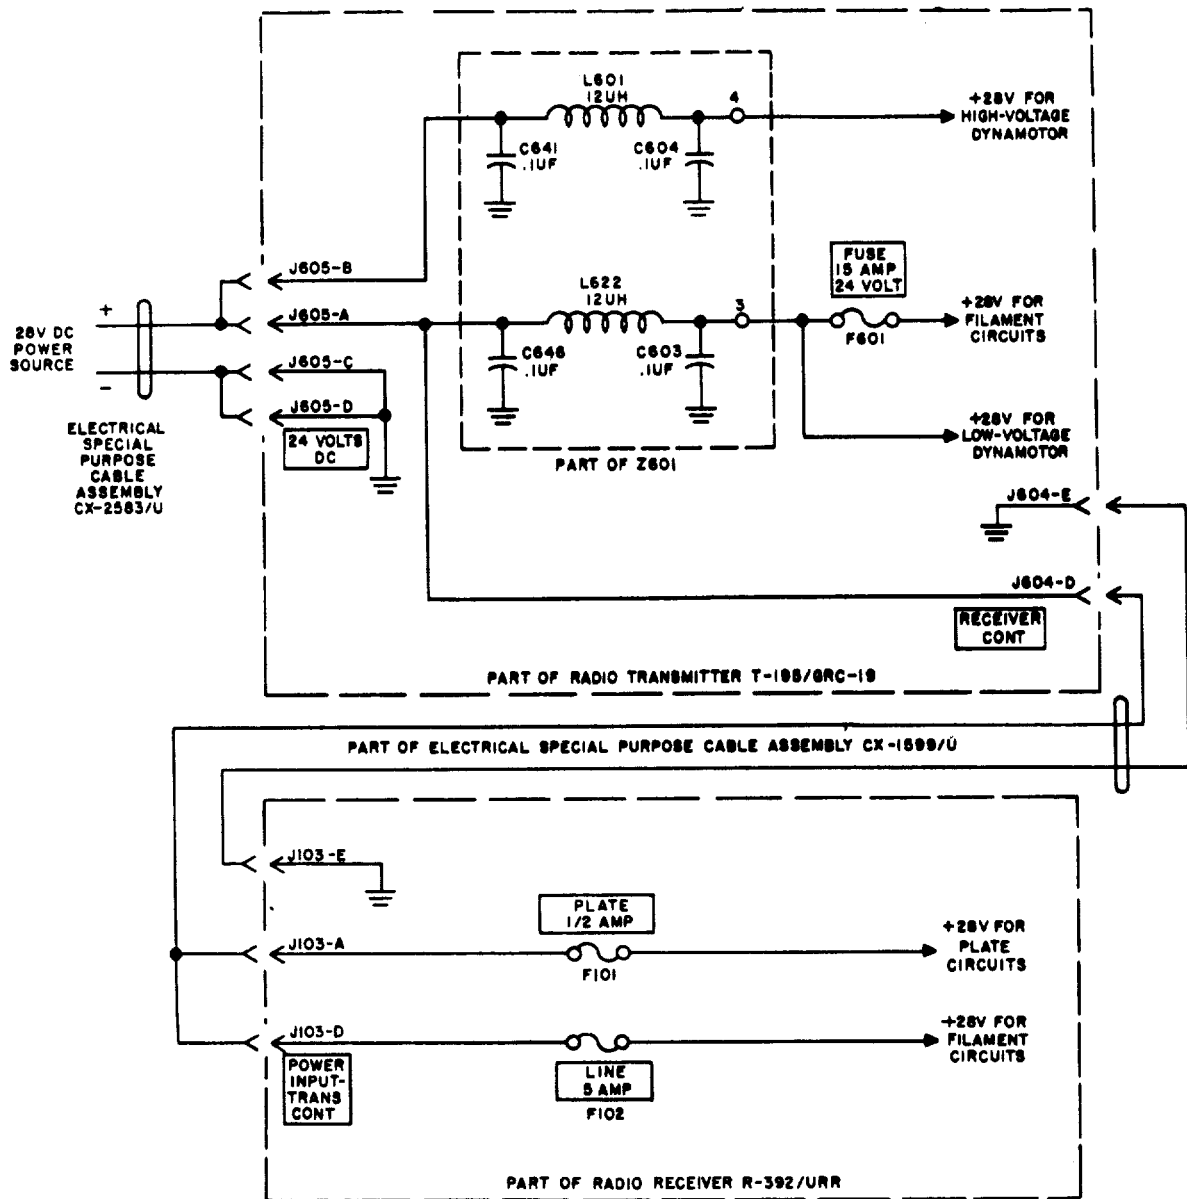 L601
12UH
4
+28V FOR
HIGH-VOLTAGE
DYNAMOTOR
C641
.1UF
C604
.1UF
J605-B
FUSE
15 AMP
24 VOLT
L622
12UH
3
+
28V DC
POWER
SOURCE
-
J605-A
F601
+28V FOR
FILAMENT
CIRCUITS
C646
.1UF
C603
.1UF
J605-C
J605-D
24 VOLTS
DC
ELECTRICAL
SPECIAL
PURPOSE
CABLE
ASSEMBLY
CX-2583/U
+28V FOR
LOW-VOLTAGE
DYNAMOTOR
PART OF Z601
J604-E
J604-D
RECEIVER
CONT
PART OF RADIO TRANSMITTER T-195/GRC-19
PART OF ELECTRICAL SPECIAL PURPOSE CABLE ASSEMBLY CX-1599/U
J103-E
PLATE
1/2 AMP
J103-A
F101
+28V FOR
PLATE
CIRCUITS
J103-D
POWER
INPUT-
TRANS
CONT
LINE
5 AMP
F102
+28V FOR
FILAMENT
CIRCUITS
PART OF RADIO RECEIVER R-392/URR